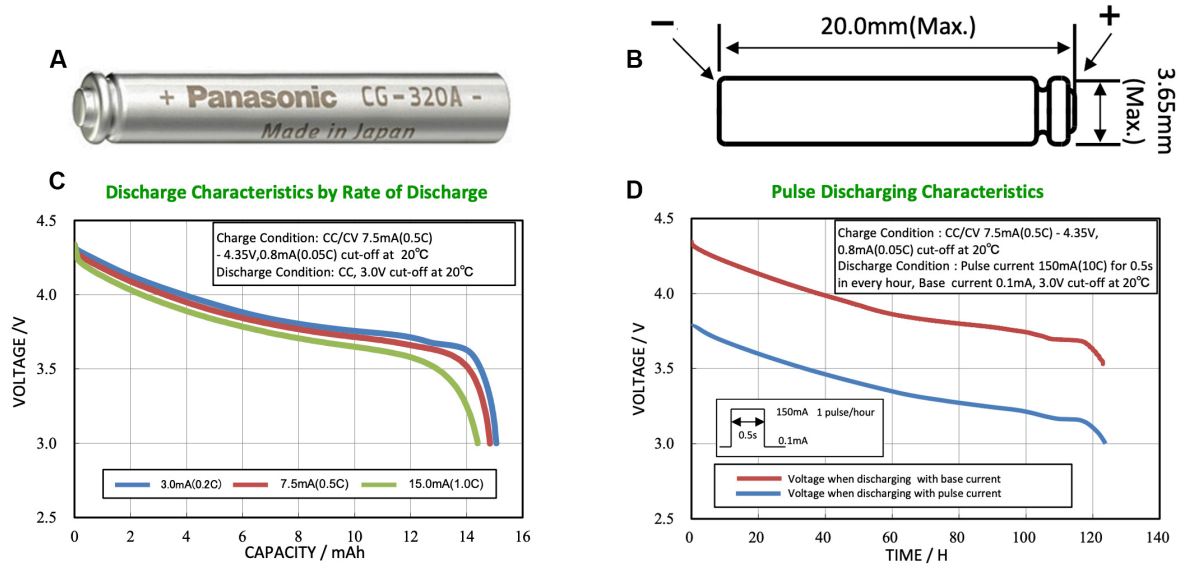 A
+ Panasonic CG-320A -
Made in Japan
B
−
20.0mm(Max.)
+
3.65mm
(Max.)
C
Discharge Characteristics by Rate of Discharge
4.5
4.0
3.5
3.0
2.5
VOLTAGE /V
Charge Condition: CC/CV 7.5mA(0.5C)
- 4.35V,0.8mA(0.05C) cut-off at 20℃
Discharge Condition: CC, 3.0V cut-off at 20℃
3.0mA(0.2C) 7.5mA(0.5C) 15.0mA(1.0C)
0 2 4 6 8 10 12 14 16
CAPACITY / mAh
D
Pulse Discharging Characteristics
4.5
4.0
3.5
3.0
2.5
VOLTAGE / V
Charge Condition : CC/CV 7.5mA(0.5C) - 4.35V,
0.8mA(0.05C) cut-off at 20℃
Discharge Condition : Pulse current 150mA(10C) for 0.5s
in every hour, Base current 0.1mA, 3.0V cut-off at 20℃
150mA 1 pulse/hour
0.5s
0.1mA
Voltage when discharging with base current
Voltage when discharging with pulse current
0 20 40 60 80 100 120 140
TIME / H